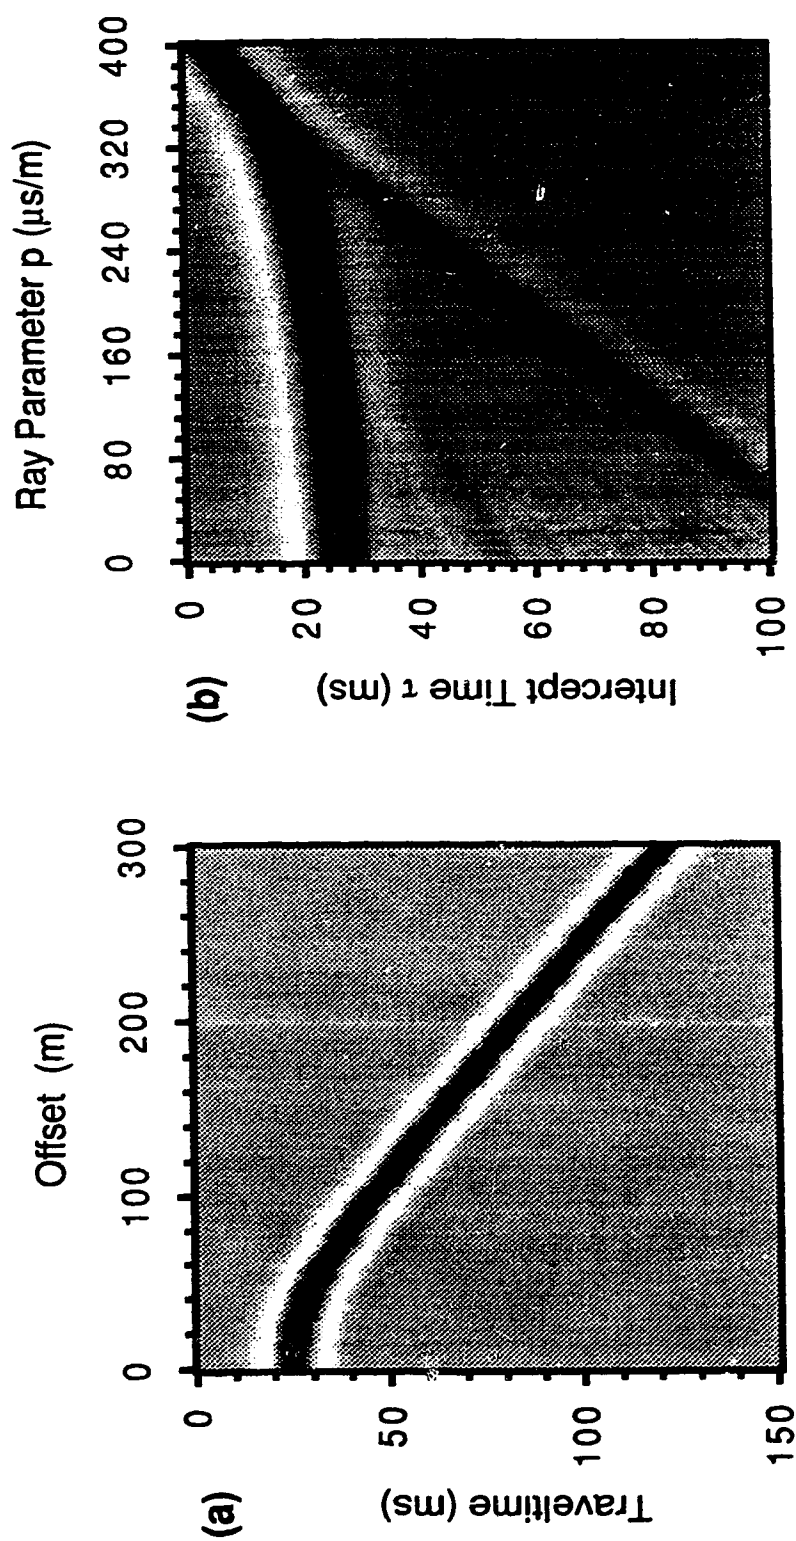 (a)
Offset (m)
0 100 200 300
Traveltime (ms)
0
50
100
150
(b)
Ray Parameter p (μs/m)
0 80 160 240 320 400
Intercept Time τ (ms)
0
20
40
60
80
100